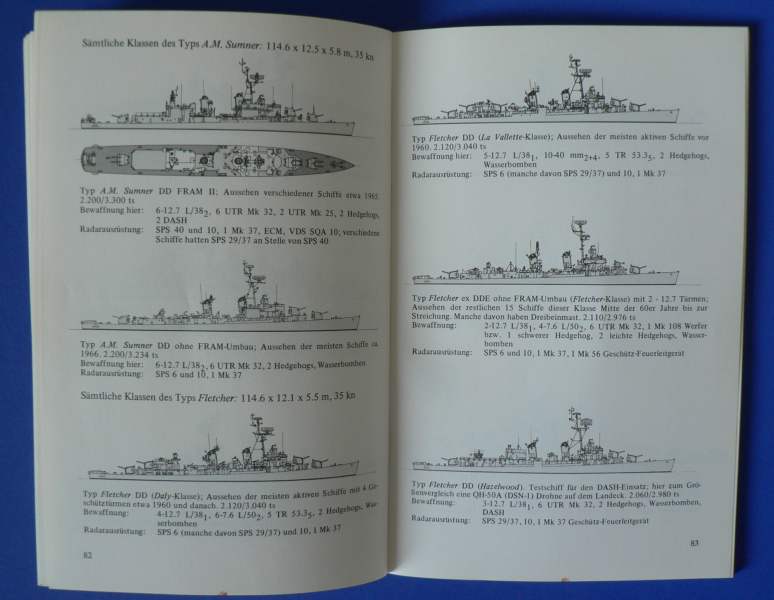 Sämtliche Klassen des Typs A.M. Sumner: 114.6 x 12.5 x 5.8 m, 35 kn
Typ A.M. Sumner DD FRAM II; Aussehen verschiedener Schiffe etwa 1965.
2.200/3.300 ts
Bewaffnung hier: 6-12.7 L/38₂, 6 UTR Mk 32, 2 UTR Mk 25, 2 Hedgehogs,
2 DASH
Radarausrüstung: SPS 40 und 10, 1 Mk 37, ECM, VDS SQA 10; verschiedene
Schiffe hatten SPS 29/37 an Stelle von SPS 40
Typ A.M. Sumner DD ohne FRAM-Umbau; Aussehen der meisten Schiffe ca
1966. 2.200/3.234 ts
Bewaffnung hier: 6-12.7 L/38₂, 6 UTR Mk 32, 2 Hedgehogs, Wasserbomben
Radarausrüstung: SPS 6 und 10, 1 Mk 37
Sämtliche Klassen des Typs Fletcher: 114.6 x 12.1 x 5.5 m, 35 kn
Typ Fletcher DD (Daly-Klasse); Aussehen der meisten aktiven Schiffe mit 4 Ge-
schütztürmen etwa 1960 und danach. 2.120/3.040 ts
Bewaffnung: 4-12.7 L/38₁, 6-7.6 L/50₂, 5 TR 53.3₅, 2 Hedgehogs, Was-
serbomben
Radarausrüstung: SPS 6 (manche davon SPS 29/37) und 10, 1 Mk 37
82
Typ Fletcher DD (La Vallette-Klasse); Aussehen der meisten aktiven Schiffe vor
1960. 2.120/3.040 ts
Bewaffnung hier: 5-12.7 L/38₁, 10-40 mm₂₊₄, 5 TR 53.3₅, 2 Hedgehogs,
Wasserbomben
Radarausrüstung: SPS 6 (manche davon SPS 29/37) und 10, 1 Mk 37
Typ Fletcher ex DDE ohne FRAM-Umbau (Fletcher-Klasse) mit 2 - 12.7 Türmen;
Aussehen der restlichen 15 Schiffe dieser Klasse Mitte der 60er Jahre bis zur
Streichung. Manche davon haben Dreibeinmast. 2.110/2.976 ts
Bewaffnung: 2-12.7 L/38₁, 4-7.6 L/50₂, 6 UTR Mk 32, 1 Mk 108 Werfer
bzw. 1 schwerer Hedgehog, 2 leichte Hedgehogs, Wasser-
bomben
Radarausrüstung: SPS 6 und 10, 1 Mk 37, 1 Mk 56 Geschütz-Feuerleitgerät
Typ Fletcher DD (Hazelwood). Testschiff für den DASH-Einsatz; hier zum Grö-
ßenvergleich eine QH-50A (DSN-1) Drohne auf dem Landeck. 2.060/2.980 ts
Bewaffnung: 3-12.7 L/38₁, 6 UTR Mk 32, 2 Hedgehogs, Wasserbomben,
DASH
Radarausrüstung: SPS 29/37, 10, 1 Mk 37 Geschütz-Feuerleitgerät
83